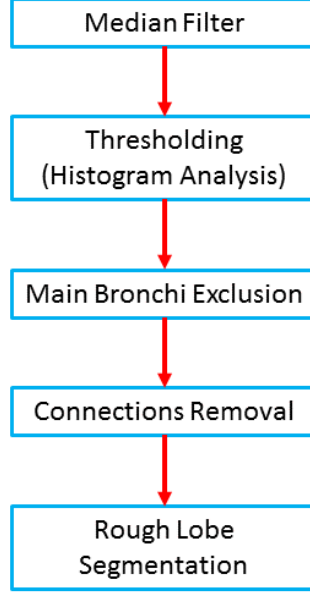 Median Filter
Thresholding
(Histogram Analysis)
Main Bronchi Exclusion
Connections Removal
Rough Lobe
Segmentation